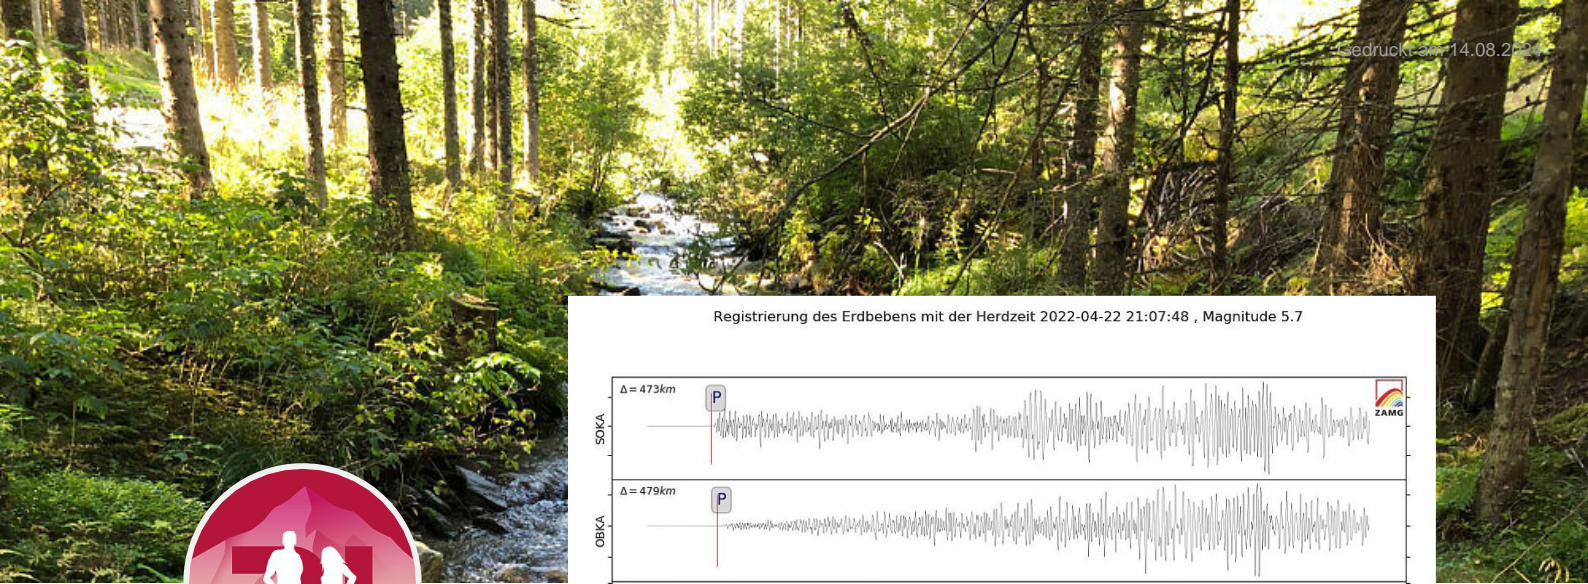 Gedruckt am 14.08.2024
Registrierung des Erdbebens mit der Herdzeit 2022-04-22 21:07:48 , Magnitude 5.7
Δ = 473km
P
ZAMG
SOKA
Δ = 479km
P
OBKA